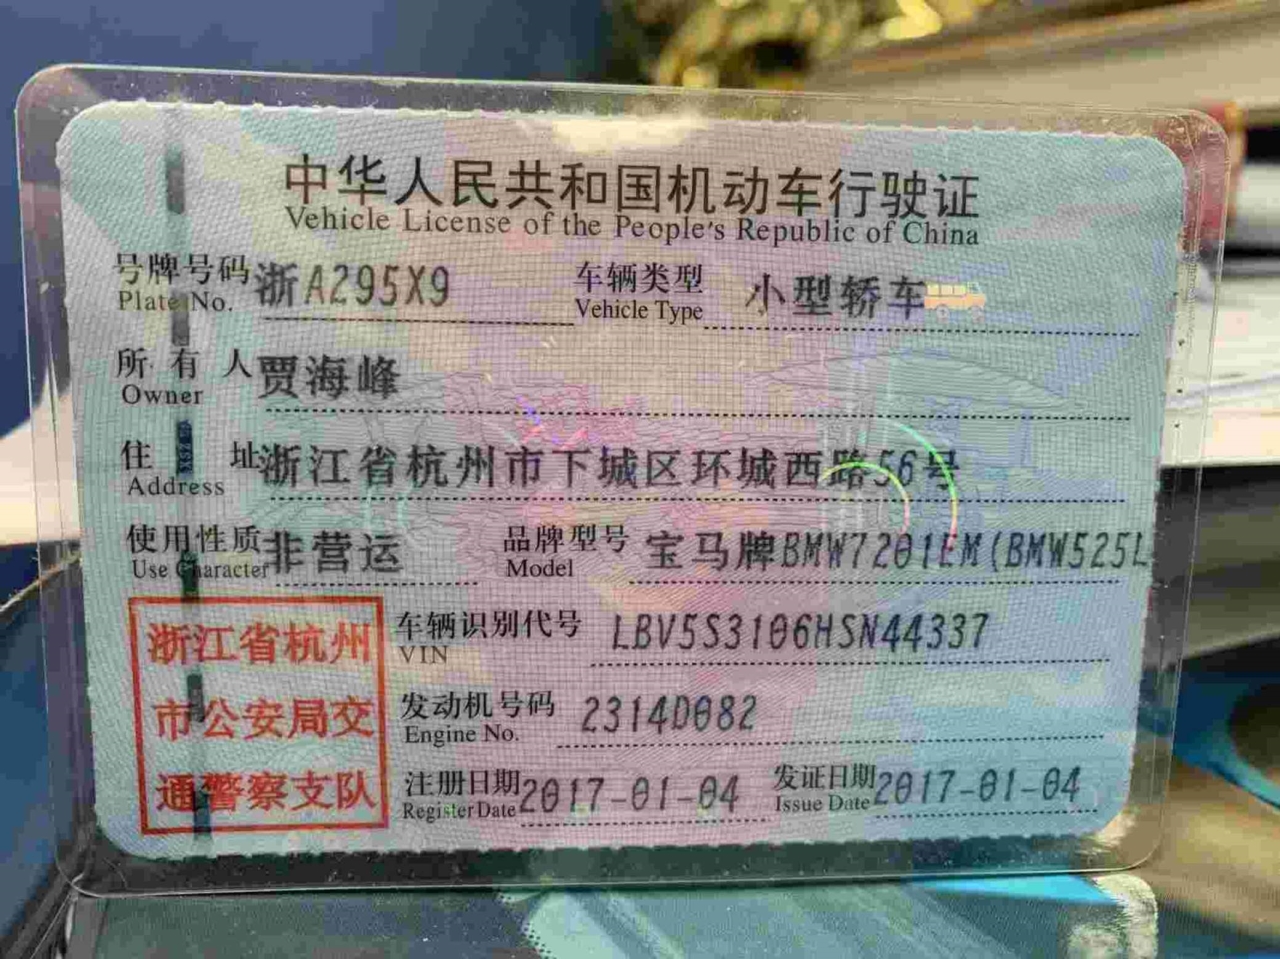 中华人民共和国机动车行驶证
Vehicle License of the People's Republic of China
号牌号码 浙A295X9 车辆类型 小型轿车
Plate No. Vehicle Type
所有人 贾海峰
Owner
住址 浙江省杭州市下城区环城西路56号
Address
使用性质 非营运 品牌型号 宝马牌BMW7201EM(BMW525L
Use Character Model
浙江省杭州
市公安局交
通警察支队
车辆识别代号 LBV5S3106HSN44337
VIN
发动机号码 2314D082
Engine No.
注册日期 2017-01-04 发证日期 2017-01-04
Register Date Issue Date